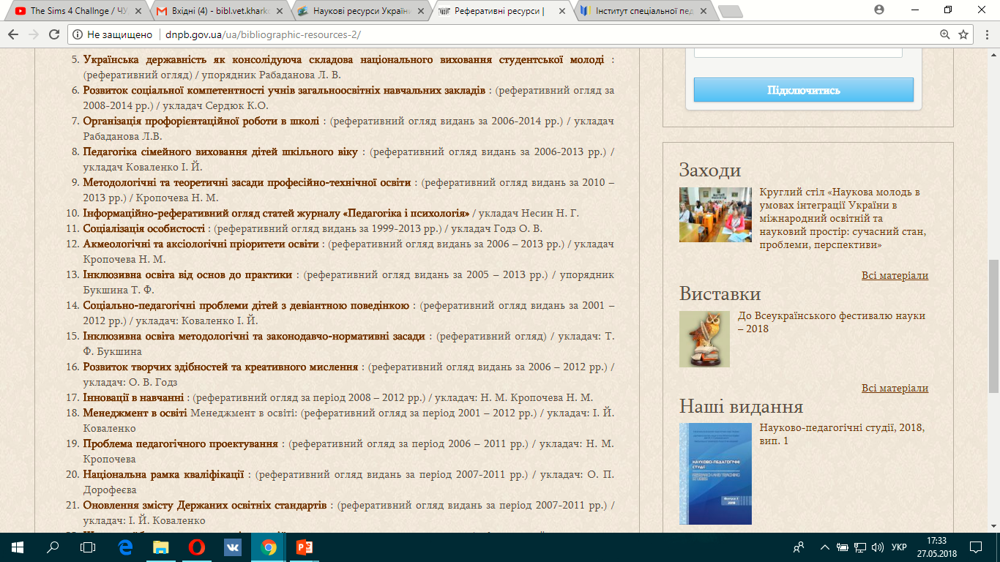 The Sims 4 Challnge / ЧУ
Вхідні (4) - bibl.vet.kharko
Наукові ресурси Україн
Реферативні ресурси |
Інститут спеціальної пед
Не защищено
dnpb.gov.ua/ua/bibliographic-resources-2/
5. Українська державність як консолідуюча складова національного виховання студентської молоді :
(реферативний огляд) / упорядник Рабаданова Л. В.
6. Розвиток соціальної компетентності учнів загальноосвітніх навчальних закладів : (реферативний огляд за
2008-2014 рр.) / укладач Сердюк К.О.
7. Організація профорієнтаційної роботи в школі : (реферативний огляд видань за 2006-2014 рр.) / укладач
Рабаданова Л.В.
8. Педагогіка сімейного виховання дітей шкільного віку : (реферативний огляд видань за 2006-2013 рр.) /
укладач Коваленко І. Й.
9. Методологічні та теоретичні засади професійно-технічної освіти : (реферативний огляд видань за 2010 –
2013 рр.) / Кропочева Н. М.
10. Інформаційно-реферативний огляд статей журналу «Педагогіка і психологія» / укладач Несин Н. Г.
11. Соціалізація особистості : (реферативний огляд видань за 1999-2013 рр.) / укладач Годз О. В.
12. Акмеологічні та аксіологічні пріоритети освіти : (реферативний огляд видань за 2006 – 2013 рр.) / укладач
Кропочева Н. М.
13. Інклюзивна освіта від основ до практики : (реферативний огляд видань за 2005 – 2013 рр.) / упорядник
Букшина Т. Ф.
14. Соціально-педагогічні проблеми дітей з девіантною поведінкою : (реферативний огляд видань за 2001 –
2012 рр.) / укладач: Коваленко І. Й.
15. Інклюзивна освіта методологічні та законодавчо-нормативні засади : (реферативний огляд) / укладач: Т.
Ф. Букшина
16. Розвиток творчих здібностей та креативного мислення : (реферативний огляд видань за 2006 – 2012 рр.) /
укладач: О. В. Годз
17. Інновації в навчанні : (реферативний огляд за період 2008 – 2012 рр.) / укладач: Н. М. Кропочева Н. М.
18. Менеджмент в освіті Менеджмент в освіті: (реферативний огляд за період 2001 – 2012 рр.) / укладач: І. Й.
Коваленко
19. Проблема педагогічного проектування : (реферативний огляд за період 2006 – 2011 рр.) / укладач: Н. М.
Кропочева
20. Національна рамка кваліфікації : (реферативний огляд видань за період 2007-2011 рр.) / укладач: О. П.
Дорофеєва
21. Оновлення змісту Держаних освітніх стандартів : (реферативний огляд видань за період 2007-2011 рр.) /
укладач: І. Й. Коваленко
Підключитись
Заходи
Круглий стіл «Наукова молодь в
умовах інтеграції України в
міжнародний освітній та
науковий простір: сучасний стан,
проблеми, перспективи»
Всі матеріали
Виставки
До Всеукраїнського фестивалю науки
– 2018
Всі матеріали
Наші видання
НАУКОВО-ПЕДАГОГІЧНІ
СТУДІЇ
RESEARCH AND TEACHING
STUDIES
Науково-педагогічні студії, 2018,
вип. 1
УКР
17:33
27.05.2018